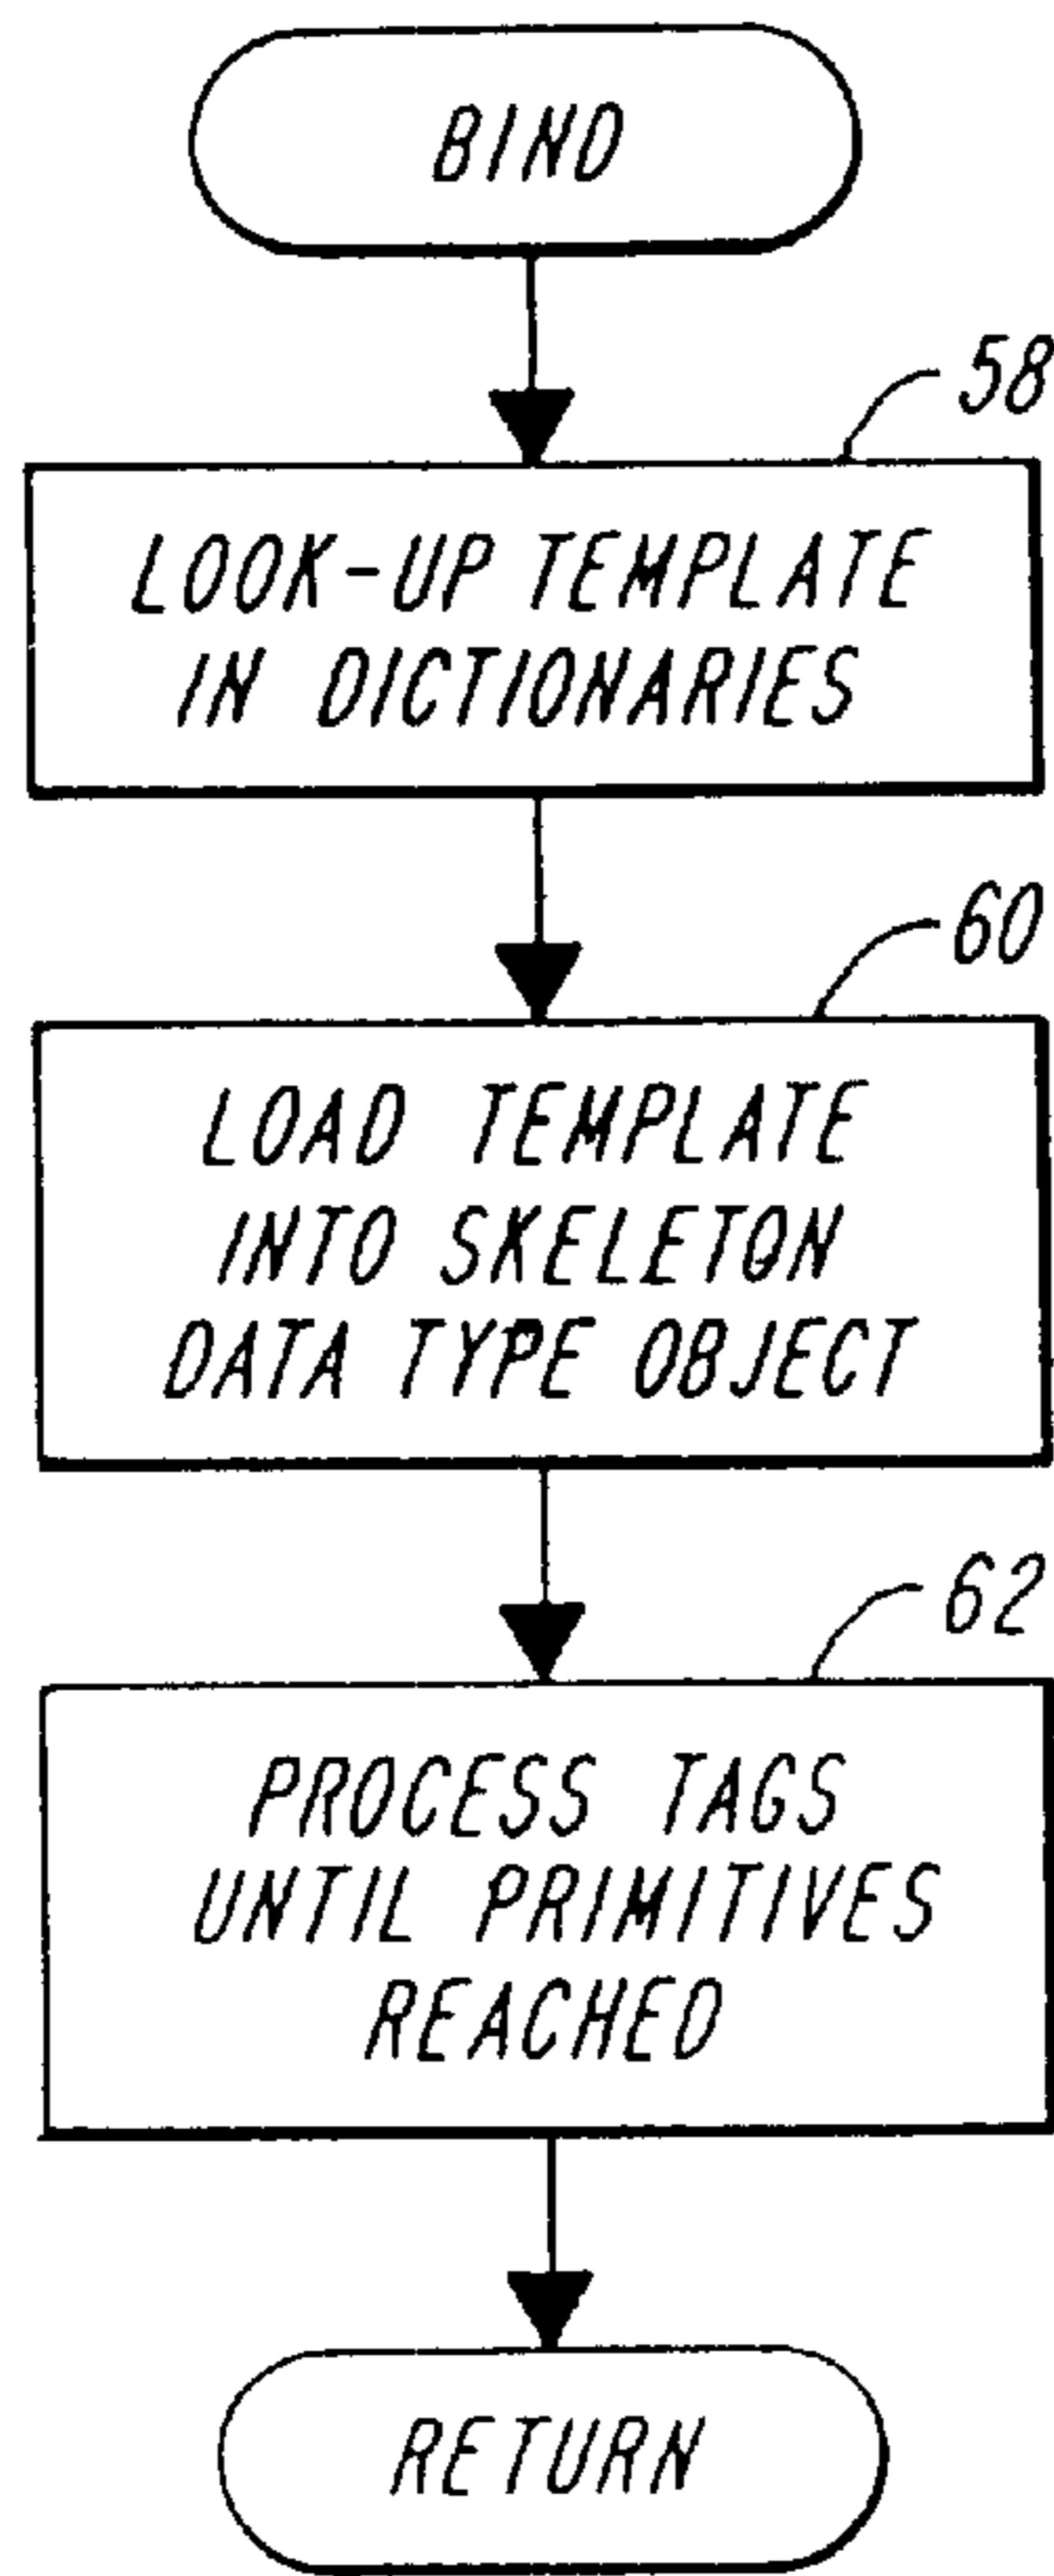 BIND
58
LOOK-UP TEMPLATE
IN DICTIONARIES
60
LOAD TEMPLATE
INTO SKELETON
DATA TYPE OBJECT
62
PROCESS TAGS
UNTIL PRIMITIVES
REACHED
RETURN